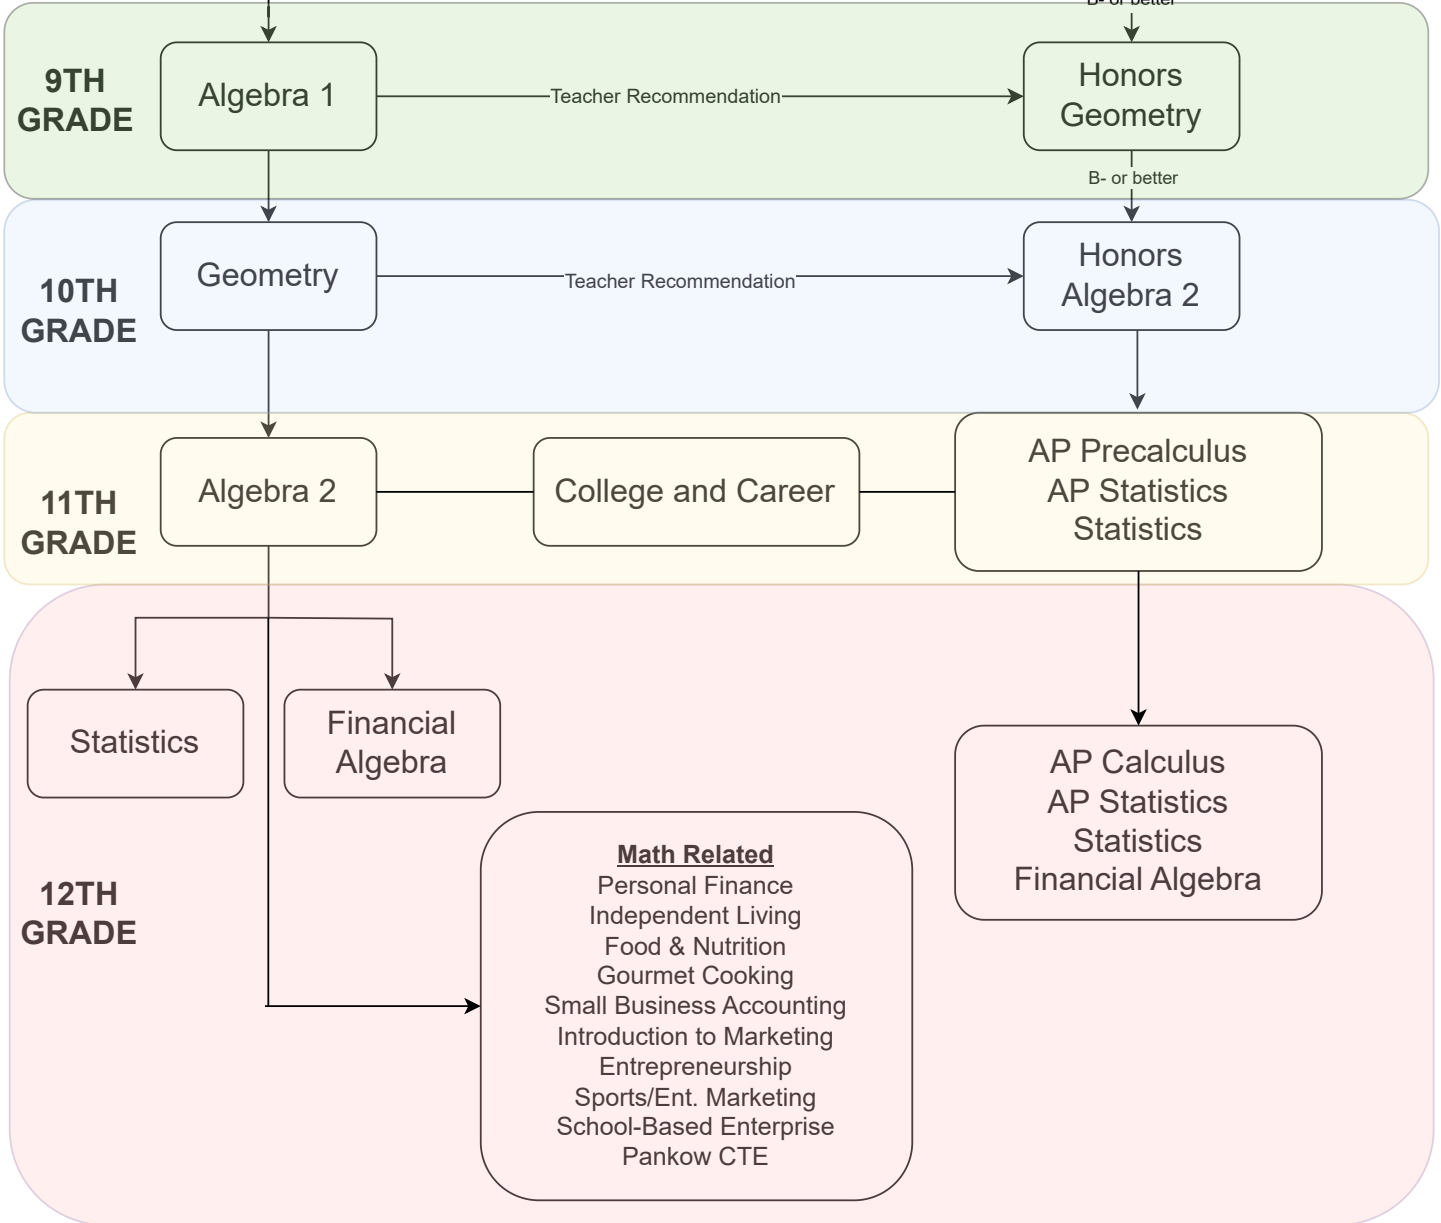 B- or better
9TH
GRADE
Algebra 1
Teacher Recommendation
Honors
Geometry
B- or better
10TH
GRADE
Geometry
Teacher Recommendation
Honors
Algebra 2
11TH
GRADE
Algebra 2
College and Career
AP Precalculus
AP Statistics
Statistics
12TH
GRADE
Statistics
Financial
Algebra
Math Related
Personal Finance
Independent Living
Food & Nutrition
Gourmet Cooking
Small Business Accounting
Introduction to Marketing
Entrepreneurship
Sports/Ent. Marketing
School-Based Enterprise
Pankow CTE
AP Calculus
AP Statistics
Statistics
Financial Algebra